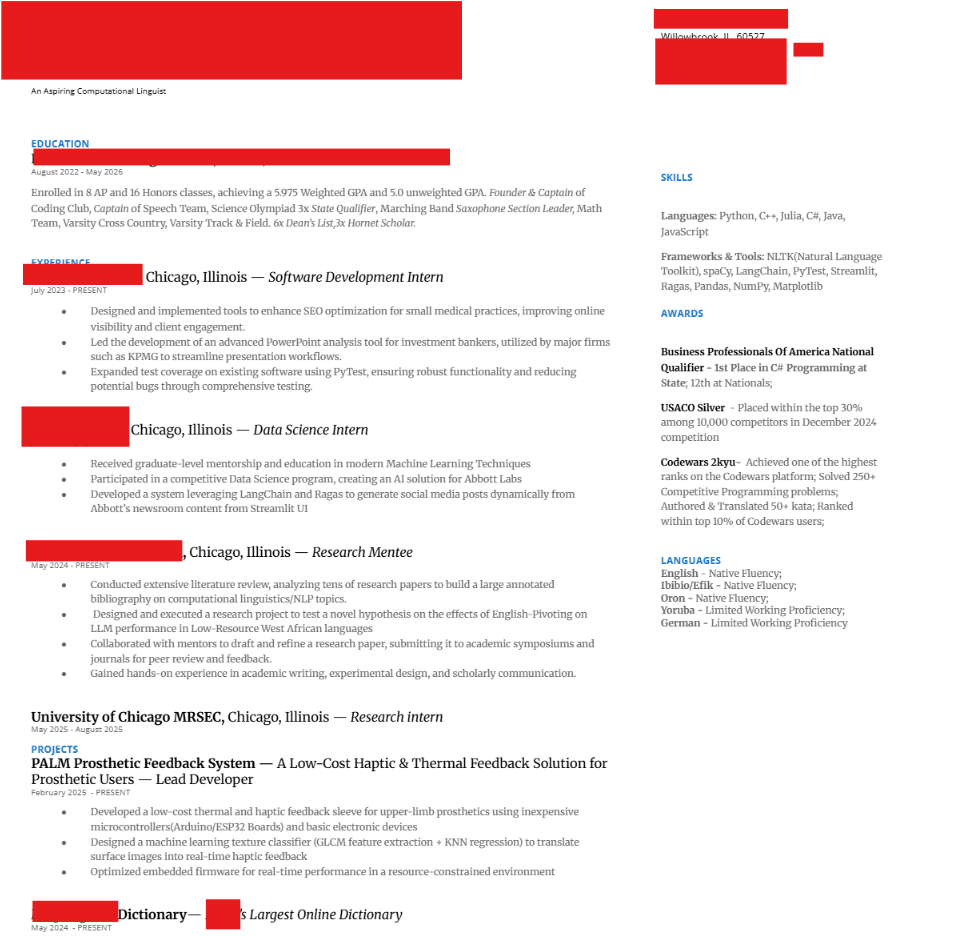 Willowbrook, IL, 60527
An Aspiring Computational Linguist
EDUCATION
August 2022 - May 2026
Enrolled in 8 AP and 16 Honors classes, achieving a 5.975 Weighted GPA and 5.0 unweighted GPA. Founder & Captain of
Coding Club, Captain of Speech Team, Science Olympiad 3x State Qualifier, Marching Band Saxophone Section Leader, Math
Team, Varsity Cross Country, Varsity Track & Field. 6x Dean's List,3x Hornet Scholar.
EXPERIENCE
Chicago, Illinois — Software Development Intern
July 2023 - PRESENT
● Designed and implemented tools to enhance SEO optimization for small medical practices, improving online
visibility and client engagement.
● Led the development of an advanced PowerPoint analysis tool for investment bankers, utilized by major firms
such as KPMG to streamline presentation workflows.
● Expanded test coverage on existing software using PyTest, ensuring robust functionality and reducing
potential bugs through comprehensive testing.
Chicago, Illinois — Data Science Intern
● Received graduate-level mentorship and education in modern Machine Learning Techniques
● Participated in a competitive Data Science program, creating an AI solution for Abbott Labs
● Developed a system leveraging LangChain and Ragas to generate social media posts dynamically from
Abbott's newsroom content from Streamlit UI
, Chicago, Illinois — Research Mentee
May 2024 - PRESENT
● Conducted extensive literature review, analyzing tens of research papers to build a large annotated
bibliography on computational linguistics/NLP topics.
● Designed and executed a research project to test a novel hypothesis on the effects of English-Pivoting on
LLM performance in Low-Resource West African languages
● Collaborated with mentors to draft and refine a research paper, submitting it to academic symposiums and
journals for peer review and feedback.
● Gained hands-on experience in academic writing, experimental design, and scholarly communication.
University of Chicago MRSEC, Chicago, Illinois — Research intern
May 2025 - August 2025
PROJECTS
PALM Prosthetic Feedback System — A Low-Cost Haptic & Thermal Feedback Solution for
Prosthetic Users — Lead Developer
February 2025 - PRESENT
● Developed a low-cost thermal and haptic feedback sleeve for upper-limb prosthetics using inexpensive
microcontrollers(Arduino/ESP32 Boards) and basic electronic devices
● Designed a machine learning texture classifier (GLCM feature extraction + KNN regression) to translate
surface images into real-time haptic feedback
● Optimized embedded firmware for real-time performance in a resource-constrained environment
Dictionary— 's Largest Online Dictionary
May 2024 - PRESENT
SKILLS
Languages: Python, C++, Julia, C#, Java,
JavaScript
Frameworks & Tools: NLTK(Natural Language
Toolkit), spaCy, LangChain, PyTest, Streamlit,
Ragas, Pandas, NumPy, Matplotlib
AWARDS
Business Professionals Of America National
Qualifier - 1st Place in C# Programming at
State; 12th at Nationals;
USACO Silver - Placed within the top 30%
among 10,000 competitors in December 2024
competition
Codewars 2kyu- Achieved one of the highest
ranks on the Codewars platform; Solved 250+
Competitive Programming problems;
Authored & Translated 50+ kata; Ranked
within top 10% of Codewars users;
LANGUAGES
English - Native Fluency;
Ibibio/Efik - Native Fluency;
Oron - Native Fluency;
Yoruba - Limited Working Proficiency;
German - Limited Working Proficiency